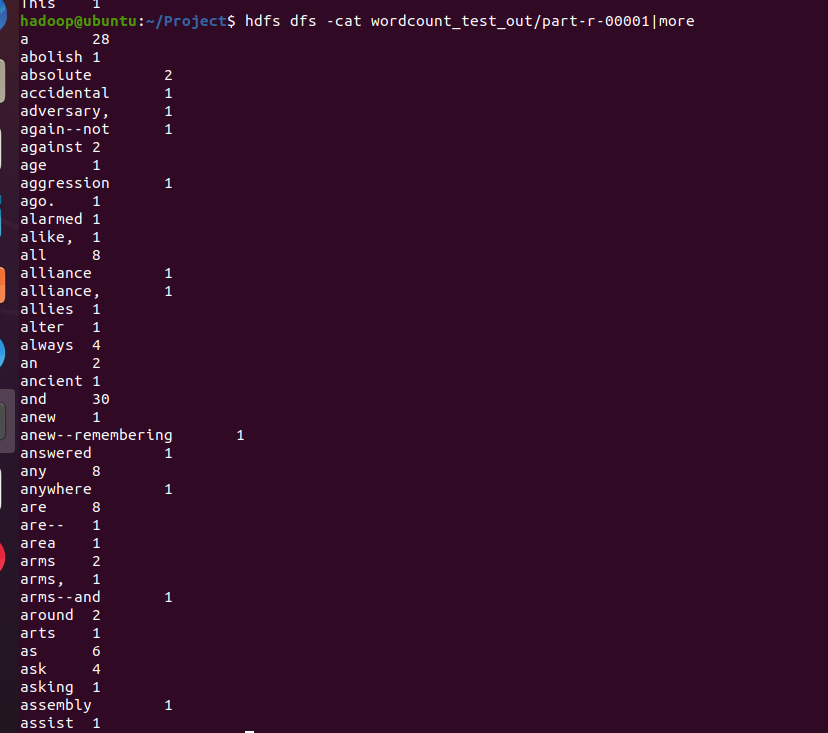 This    1
hadoop@ubuntu:~/Project$ hdfs dfs -cat wordcount_test_out/part-r-00001|more
a       28
abolish 1
absolute        2
accidental      1
adversary,      1
again--not      1
against 2
age     1
aggression      1
ago.    1
alarmed 1
alike,  1
all     8
alliance        1
alliance,       1
allies  1
alter   1
always  4
an      2
ancient 1
and     30
anew    1
anew--remembering       1
answered        1
any     8
anywhere        1
are     8
are--   1
area    1
arms    2
arms,   1
arms--and       1
around  2
arts    1
as      6
ask     4
asking  1
assembly        1
assist  1